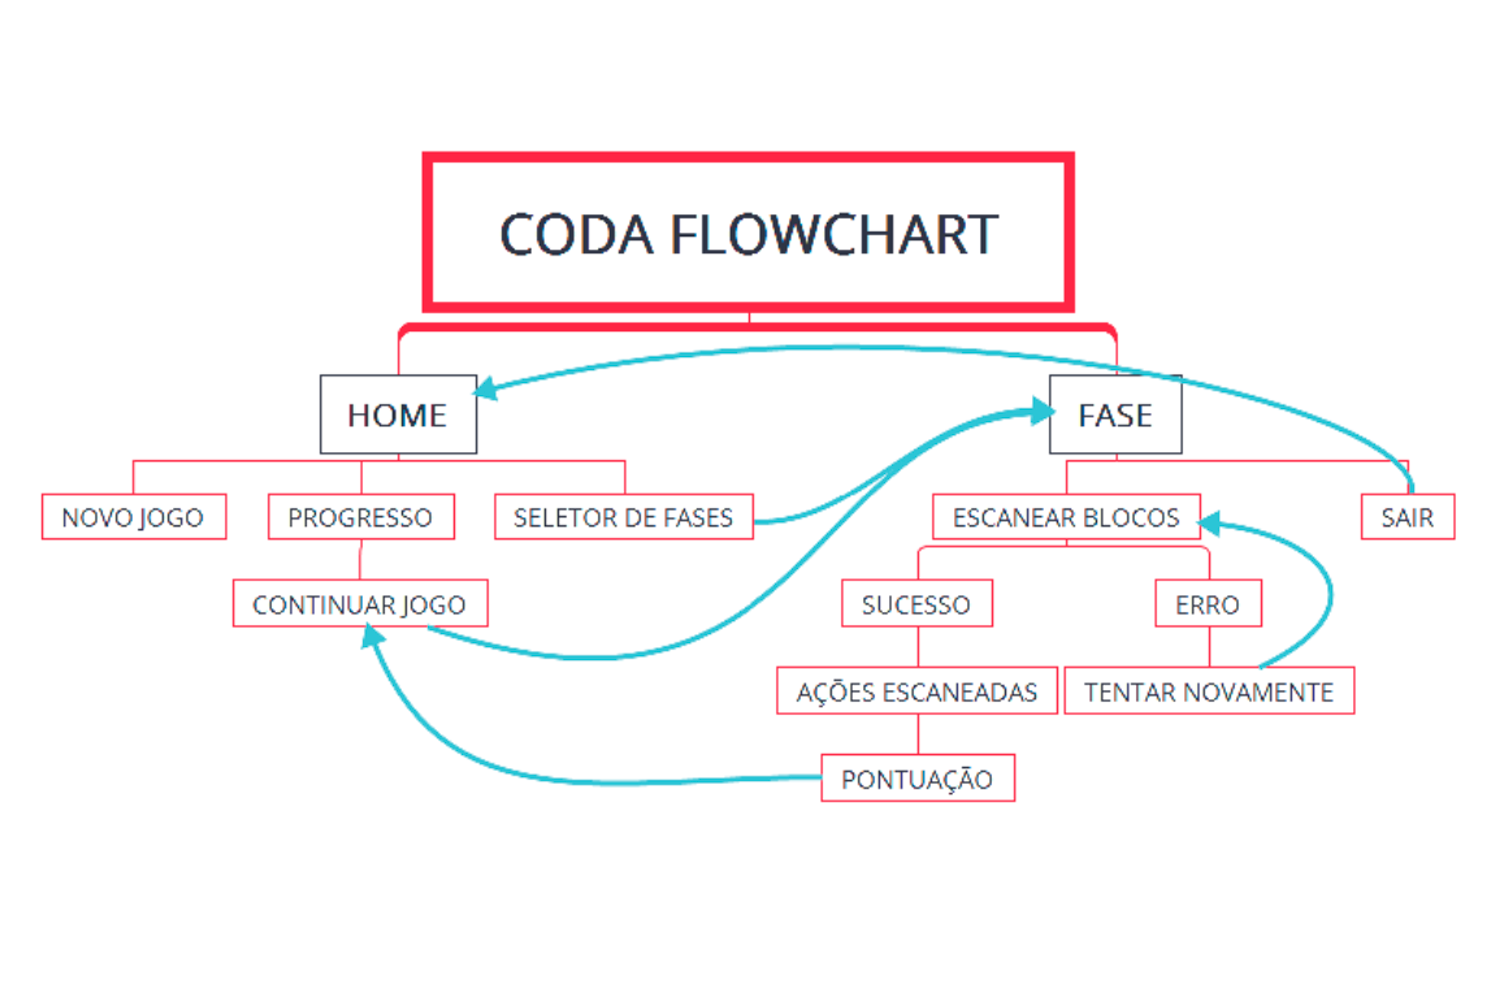 CODA FLOWCHART
HOME
FASE
NOVO JOGO
PROGRESSO
SELETOR DE FASES
ESCANEAR BLOCOS
SAIR
CONTINUAR JOGO
SUCESSO
ERRO
AÇÕES ESCANEADAS
TENTAR NOVAMENTE
PONTUAÇÃO